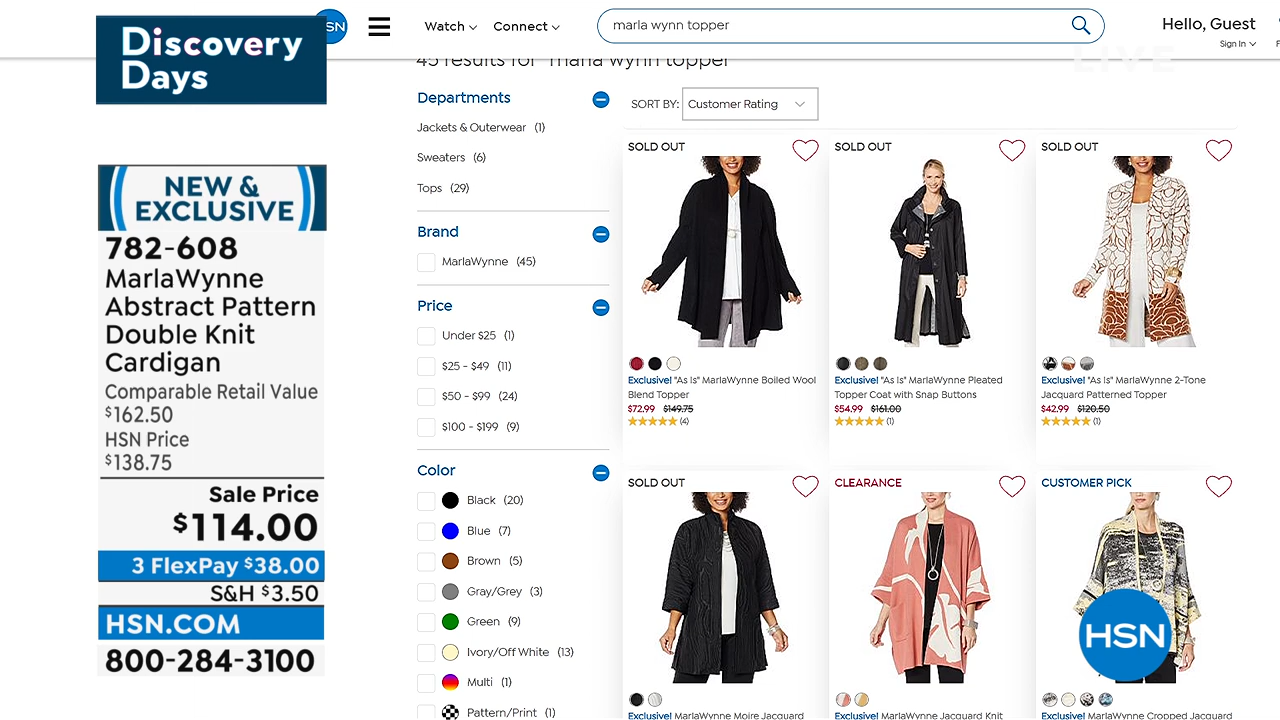 Discovery
Days
HSN
Watch
Connect
marla wynn topper
Hello, Guest
Sign In
LIVE
45 results for "marla wynn topper"
NEW &
EXCLUSIVE
782-608
MarlaWynne
Abstract Pattern
Double Knit
Cardigan
Comparable Retail Value
$162.50
HSN Price
$138.75
Sale Price
$114.00
3 FlexPay $38.00
S&H $3.50
HSN.COM
800-284-3100
Departments
Jackets & Outerwear (1)
Sweaters (6)
Tops (29)
Brand
MarlaWynne (45)
Price
Under $25 (1)
$25 - $49 (11)
$50 - $99 (24)
$100 - $199 (9)
Color
Black (20)
Blue (7)
Brown (5)
Gray/Grey (3)
Green (9)
Ivory/Off White (13)
Multi (1)
Pattern/Print (1)
SORT BY: Customer Rating
SOLD OUT
Exclusive! "As Is" MarlaWynne Boiled Wool
Blend Topper
$72.99 $149.75
(4)
SOLD OUT
Exclusive! "As Is" MarlaWynne Pleated
Topper Coat with Snap Buttons
$54.99 $161.00
(1)
SOLD OUT
Exclusive! "As Is" MarlaWynne 2-Tone
Jacquard Patterned Topper
$42.99 $120.50
(1)
SOLD OUT
Exclusive! MarlaWynne Moire Jacquard
CLEARANCE
Exclusive! MarlaWynne Jacquard Knit
CUSTOMER PICK
Exclusive! MarlaWynne Cropped Jacquard
HSN